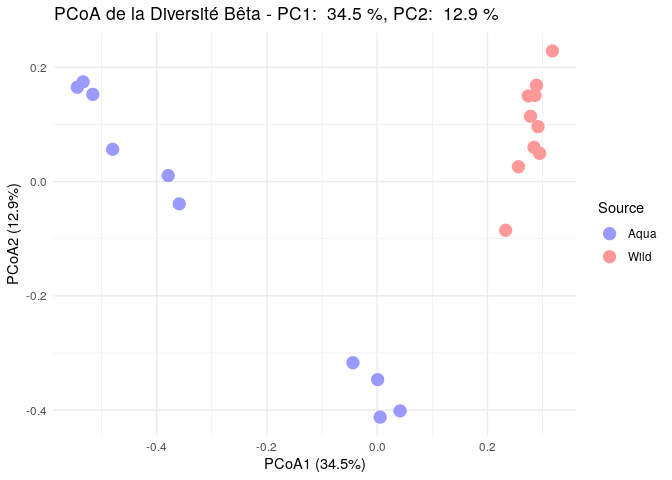 PCoA de la Diversité Bêta - PC1:  34.5 %, PC2:  12.9 %
0.2
0.0
-0.2
-0.4
PCoA2 (12.9%)
-0.4
-0.2
0.0
0.2
PCoA1 (34.5%)
Source
Aqua
Wild